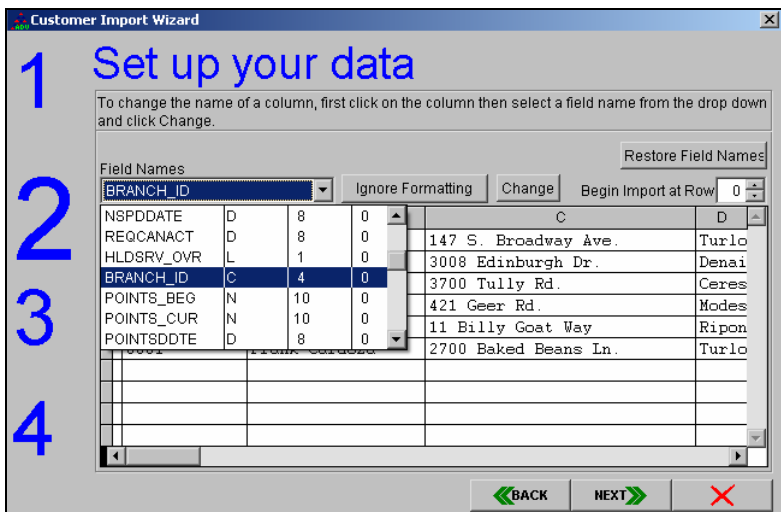 Customer Import Wizard
1 Set up your data
To change the name of a column, first click on the column then select a field name from the drop down
and click Change.
Restore Field Names
Field Names
BRANCH_ID Ignore Formatting Change Begin Import at Row 0
2
NSPDDATE D 8 0 C D
REQCANACT D 8 0 147 S. Broadway Ave. Turlo
HLDSRV_OVR L 1 0 3008 Edinburgh Dr. Denai
BRANCH_ID C 4 0 3700 Tully Rd. Ceres
3
POINTS_BEG N 10 0 421 Geer Rd. Modes
POINTS_CUR N 10 0 11 Billy Goat Way Ripon
POINTSDDTE D 8 0 2700 Baked Beans Ln. Turlo
4
BACK NEXT